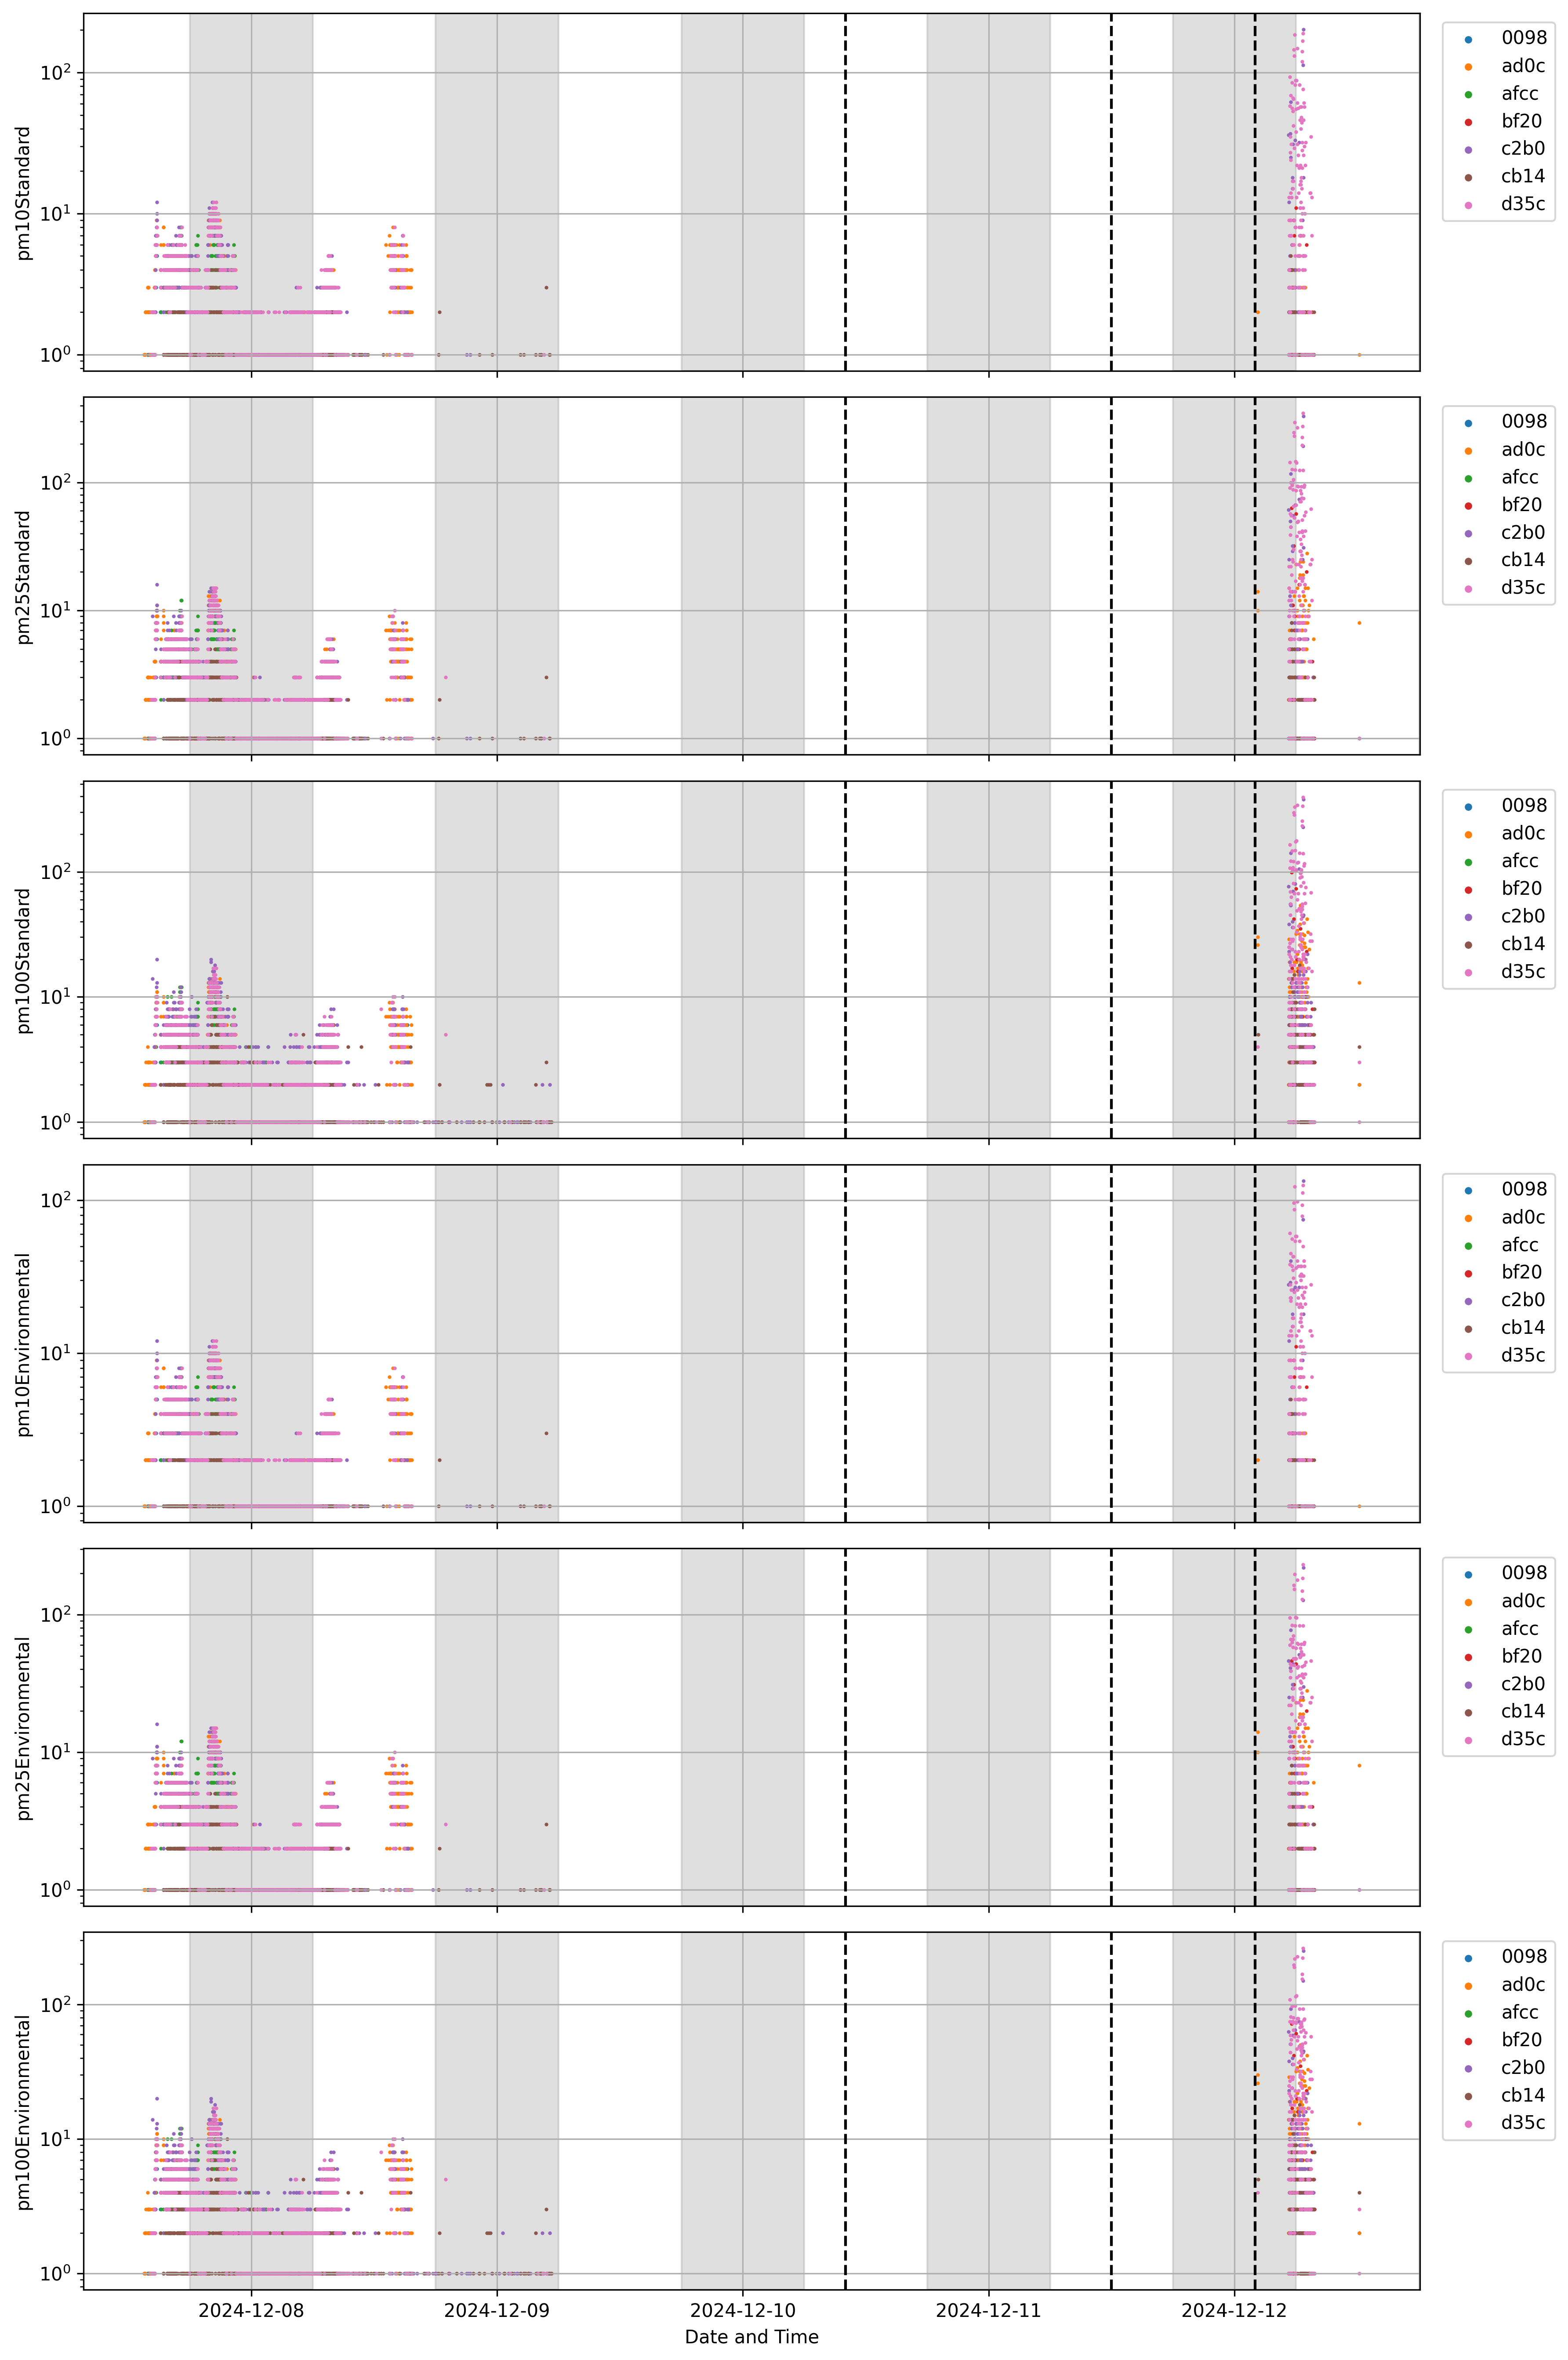 pm10Standard
10²
10¹
10⁰
0098
ad0c
afcc
bf20
c2b0
cb14
d35c
pm25Standard
10²
10¹
10⁰
0098
ad0c
afcc
bf20
c2b0
cb14
d35c
pm100Standard
10²
10¹
10⁰
0098
ad0c
afcc
bf20
c2b0
cb14
d35c
pm10Environmental
10²
10¹
10⁰
0098
ad0c
afcc
bf20
c2b0
cb14
d35c
pm25Environmental
10²
10¹
10⁰
0098
ad0c
afcc
bf20
c2b0
cb14
d35c
pm100Environmental
10²
10¹
10⁰
0098
ad0c
afcc
bf20
c2b0
cb14
d35c
2024-12-08 2024-12-09 2024-12-10 2024-12-11 2024-12-12
Date and Time